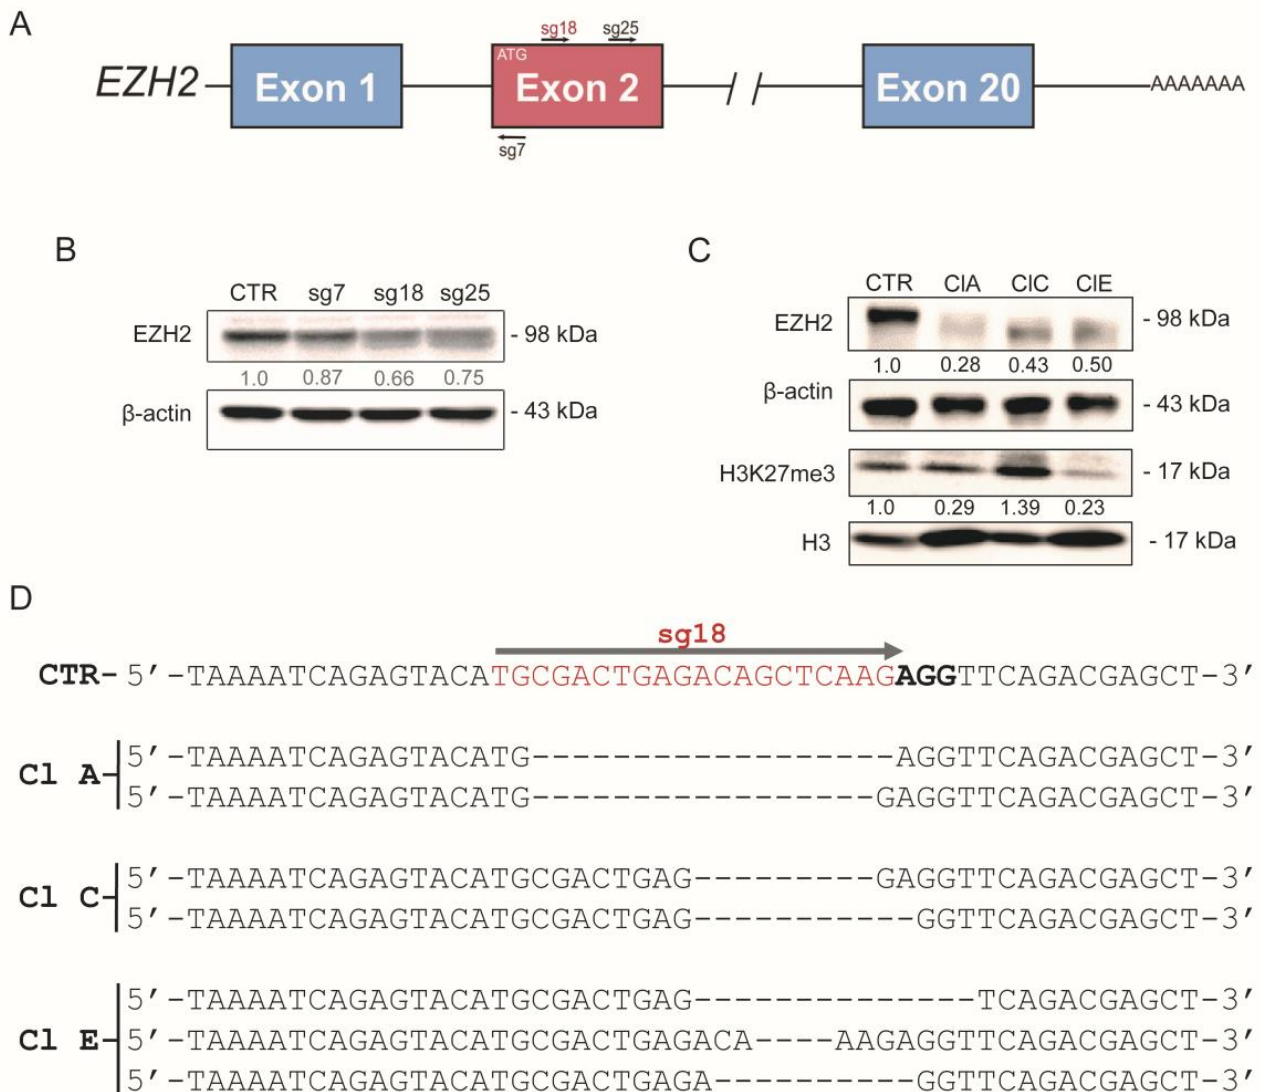 A
sg18 sg25
ATG
EZH2 Exon 1 Exon 2 Exon 20 AAAAAAA
sg7
B
CTR sg7 sg18 sg25
EZH2 - 98 kDa
1.0 0.87 0.66 0.75
β-actin - 43 kDa
C
CTR ClA ClC ClE
EZH2 - 98 kDa
1.0 0.28 0.43 0.50
β-actin - 43 kDa
H3K27me3 - 17 kDa
1.0 0.29 1.39 0.23
H3 - 17 kDa
D
sg18
CTR- 5'-TAAAATCAGAGTACATGCGACTGAGACAGCTCAAGAGGTTCAGACGAGCT-3'
Cl A
5'-TAAAATCAGAGTACATG------------------AGGTTCAGACGAGCT-3'
5'-TAAAATCAGAGTACATG-----------------GAGGTTCAGACGAGCT-3'
Cl C
5'-TAAAATCAGAGTACATGCGACTGAG---------GAGGTTCAGACGAGCT-3'
5'-TAAAATCAGAGTACATGCGACTGAG-----------GGTTCAGACGAGCT-3'
Cl E
5'-TAAAATCAGAGTACATGCGACTGAG--------------TCAGACGAGCT-3'
5'-TAAAATCAGAGTACATGCGACTGAGACA----AAGAGGTTCAGACGAGCT-3'
5'-TAAAATCAGAGTACATGCGACTGAGA----------GGTTCAGACGAGCT-3'